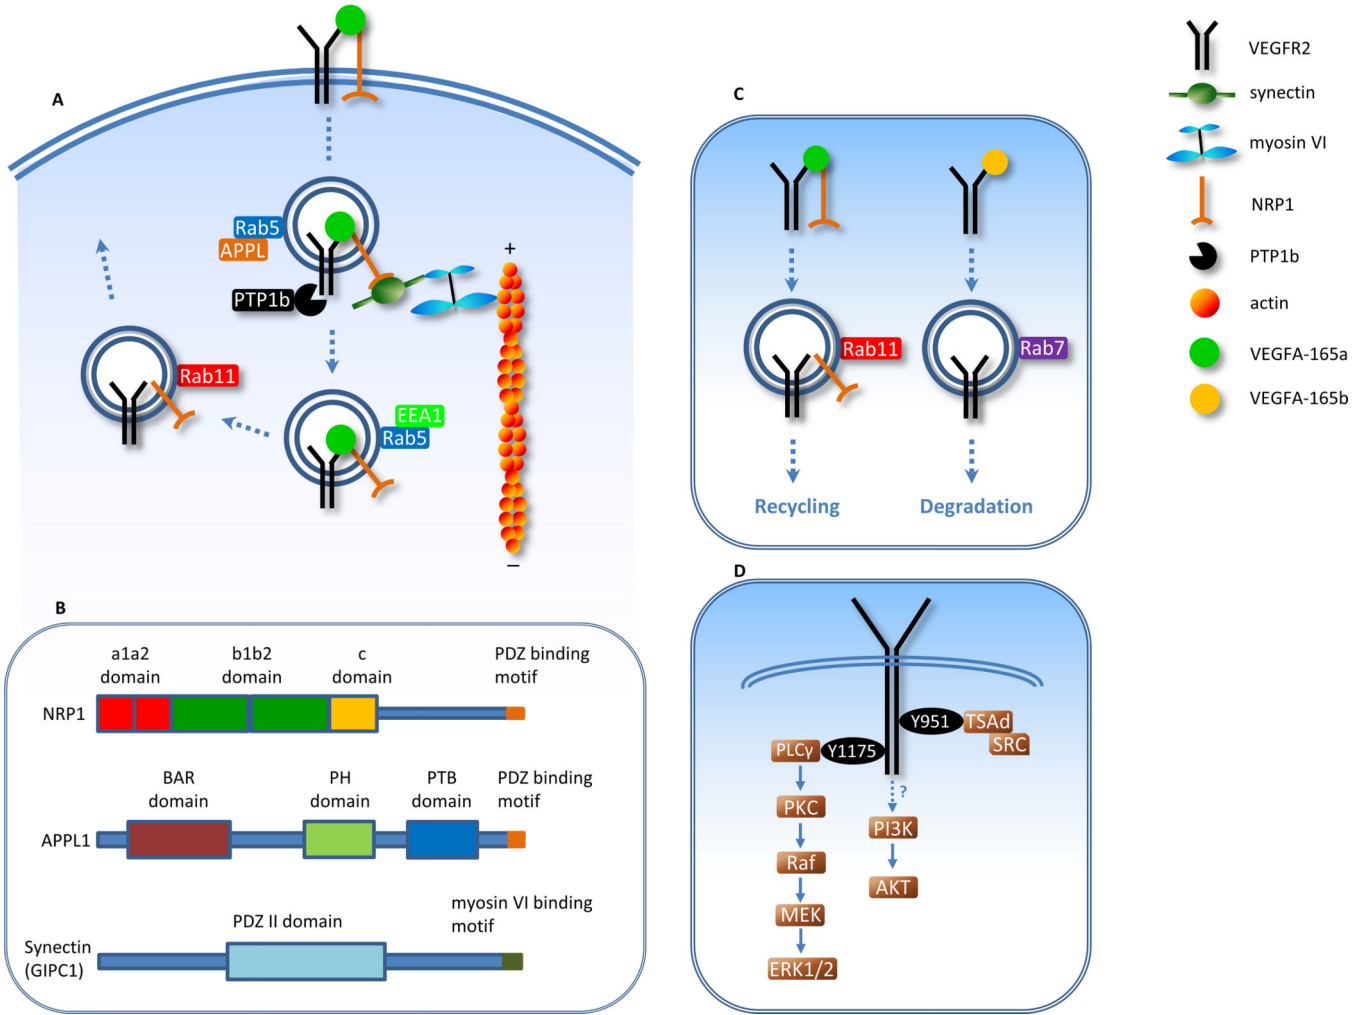 A
+
Rab5
APPL
PTP1b
Rab11
EEA1
Rab5
–
B
a1a2
domain
b1b2
domain
c
domain
PDZ binding
motif
NRP1
BAR
domain
PH
domain
PTB
domain
PDZ binding
motif
APPL1
PDZ II domain
myosin VI binding
motif
Synectin
(GIPC1)
C
Rab11
Rab7
Recycling
Degradation
D
Y951
TSAd
SRC
PLCγ
Y1175
?
PKC
PI3K
Raf
AKT
MEK
ERK1/2
VEGFR2
synectin
myosin VI
NRP1
PTP1b
actin
VEGFA-165a
VEGFA-165b